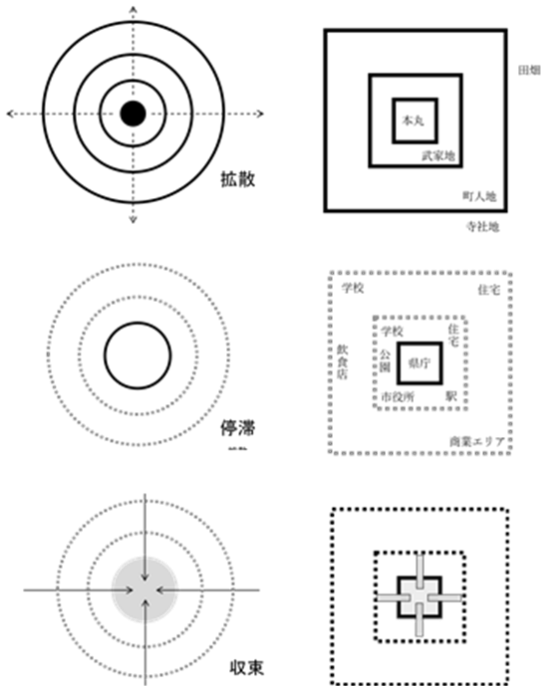 拡散
田畑
本丸
武家地
町人地
寺社地
停滞
学校
住宅
学校
住宅
飲食店
公園
県庁
市役所
駅
商業エリア
収束